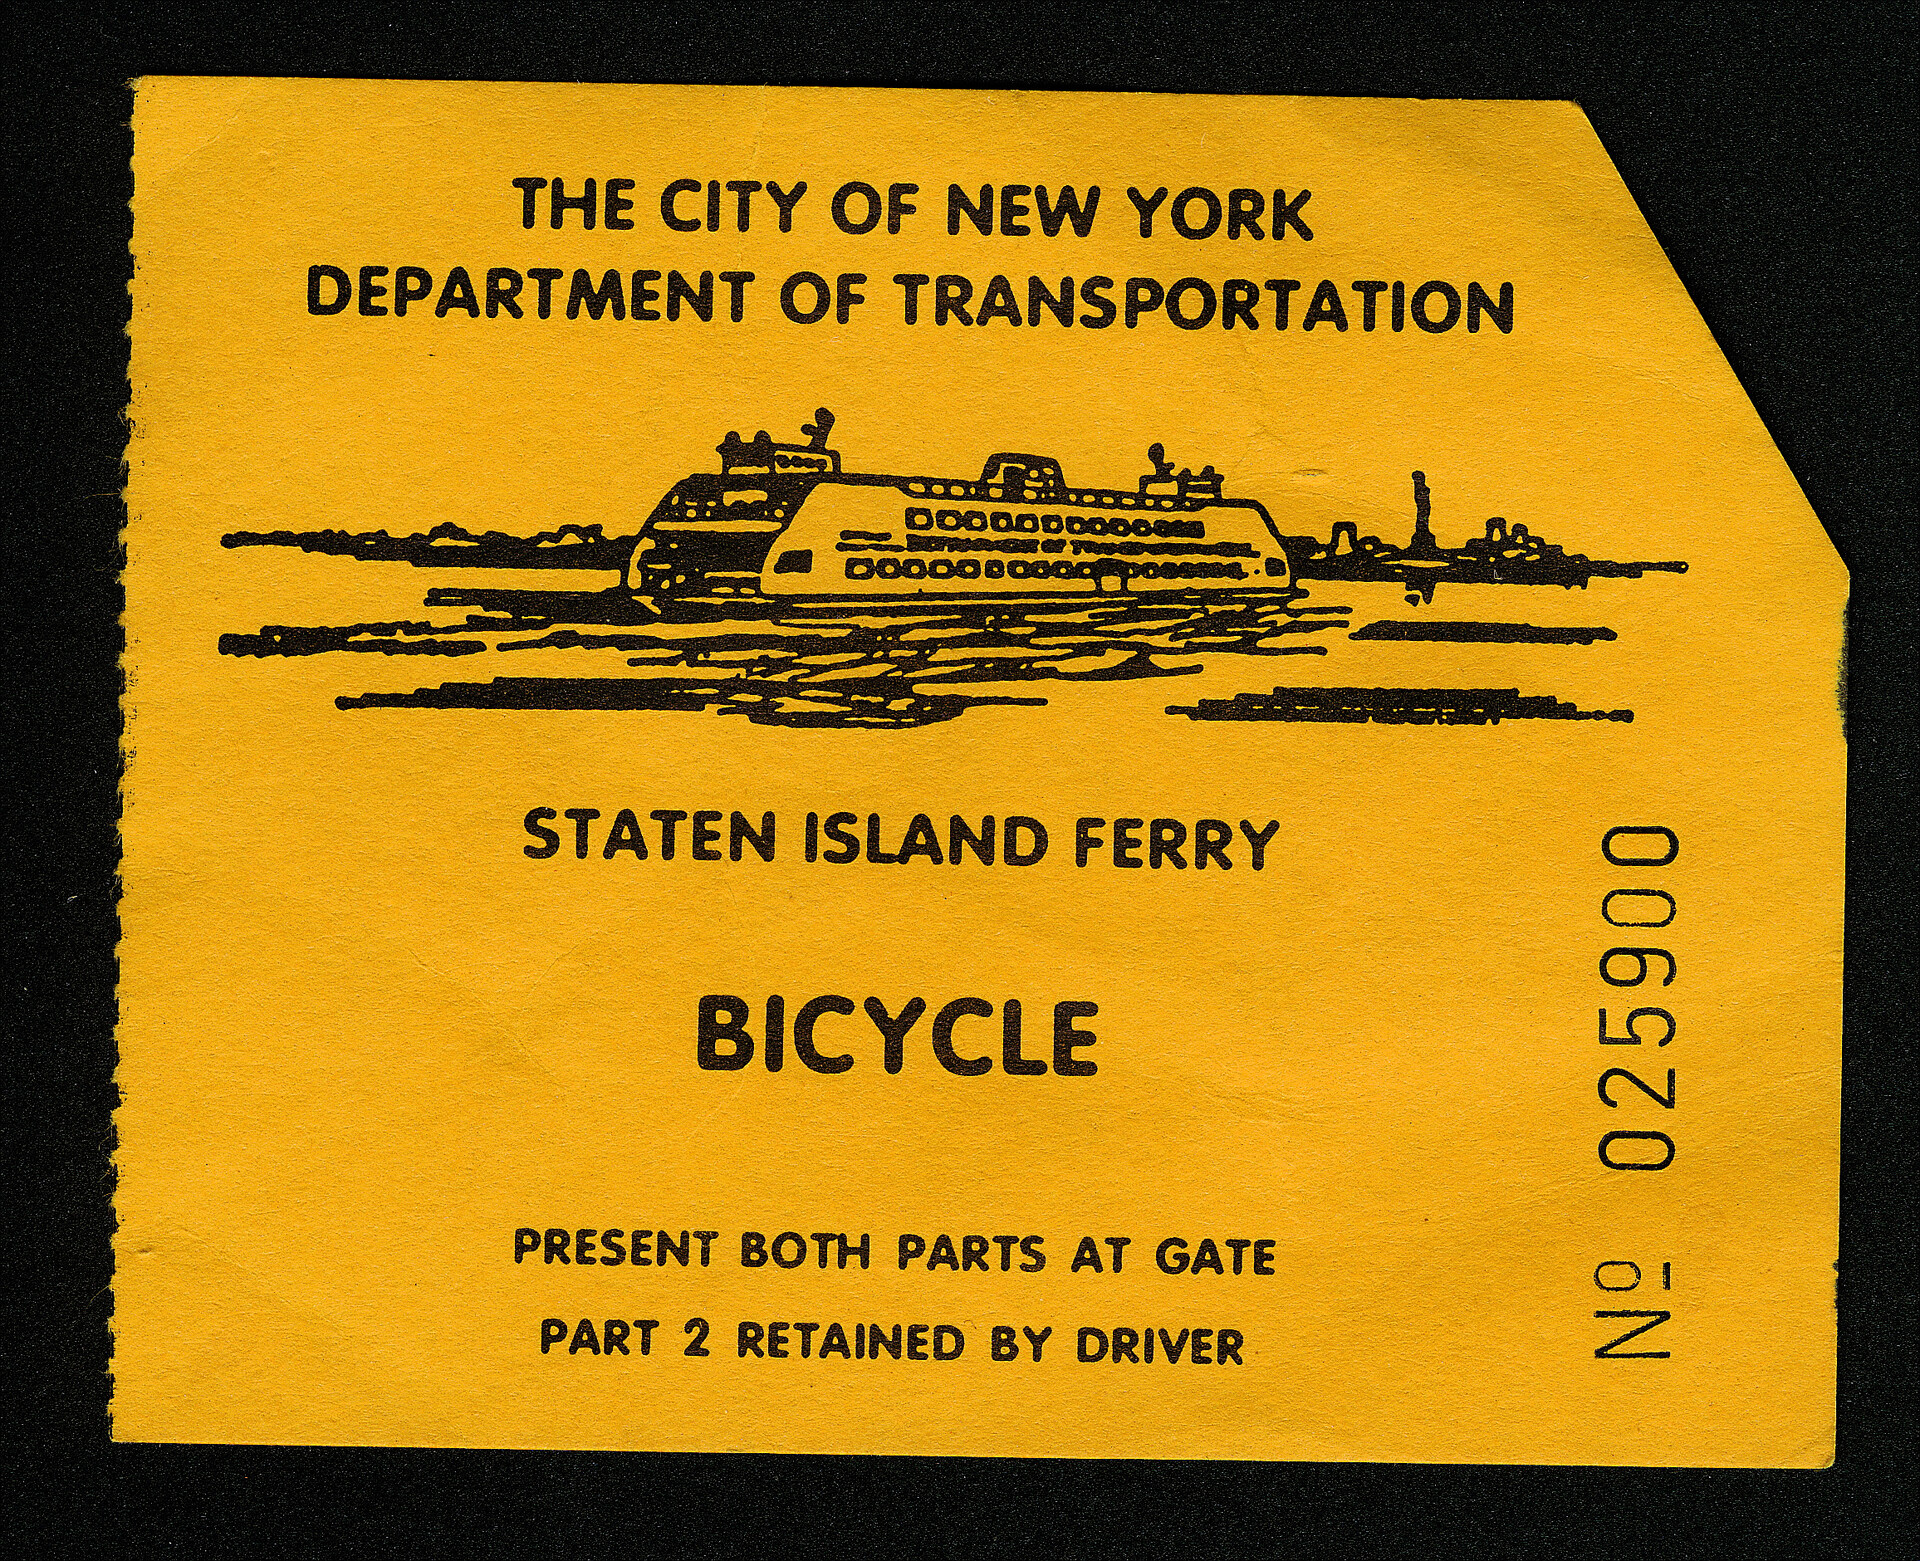 THE CITY OF NEW YORK
DEPARTMENT OF TRANSPORTATION
STATEN ISLAND FERRY
BICYCLE
PRESENT BOTH PARTS AT GATE
PART 2 RETAINED BY DRIVER
Nº 025900